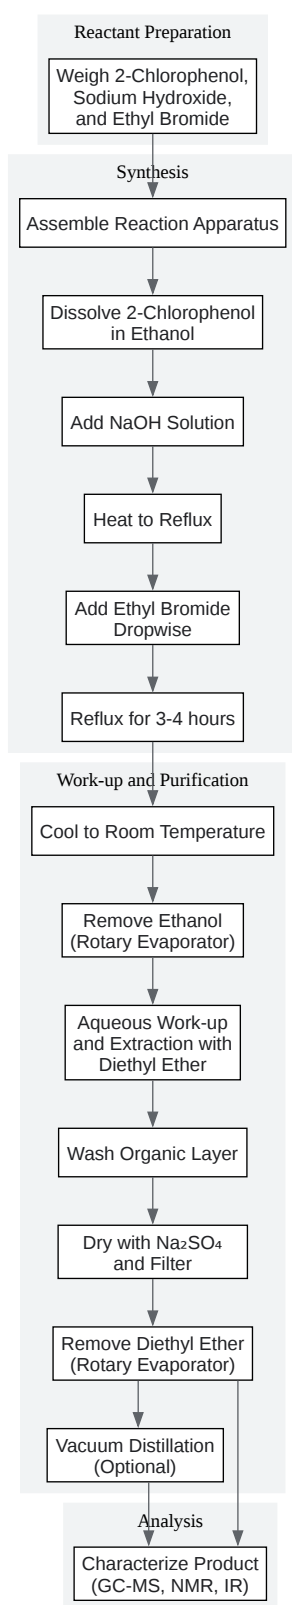 Reactant Preparation
Weigh 2-Chlorophenol,
Sodium Hydroxide,
and Ethyl Bromide
Synthesis
Assemble Reaction Apparatus
Dissolve 2-Chlorophenol
in Ethanol
Add NaOH Solution
Heat to Reflux
Add Ethyl Bromide
Dropwise
Reflux for 3-4 hours
Work-up and Purification
Cool to Room Temperature
Remove Ethanol
(Rotary Evaporator)
Aqueous Work-up
and Extraction with
Diethyl Ether
Wash Organic Layer
Dry with Na₂SO₄
and Filter
Remove Diethyl Ether
(Rotary Evaporator)
Vacuum Distillation
(Optional)
Analysis
Characterize Product
(GC-MS, NMR, IR)